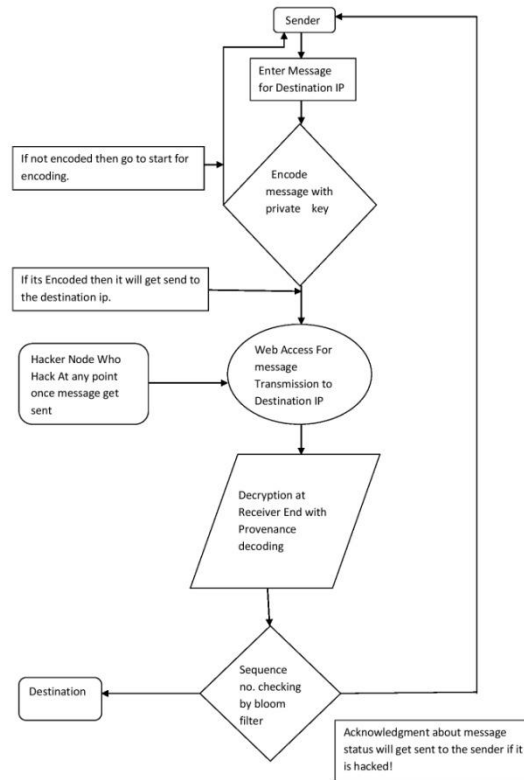 Sender
Enter Message
for Destination IP
If not encoded then go to start for
encoding.
Encode
message with
private key
If its Encoded then it will get send to
the destination ip.
Hacker Node Who
Hack At any point
once message get
sent
Web Access For
message
Transmission to
Destination IP
Decryption at
Receiver End with
Provenance
decoding
Sequence
no. checking
by bloom
filter
Destination
Acknowledgment about message
status will get sent to the sender if it
is hacked!